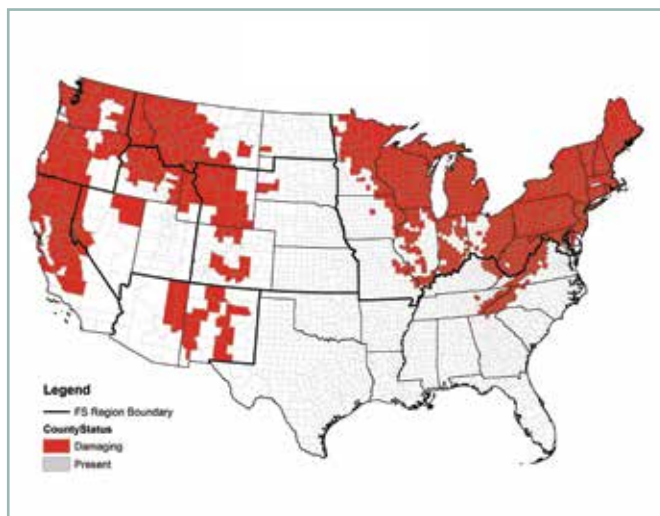 Legend
FS Region Boundary
CountyStatus
Damaging
Present